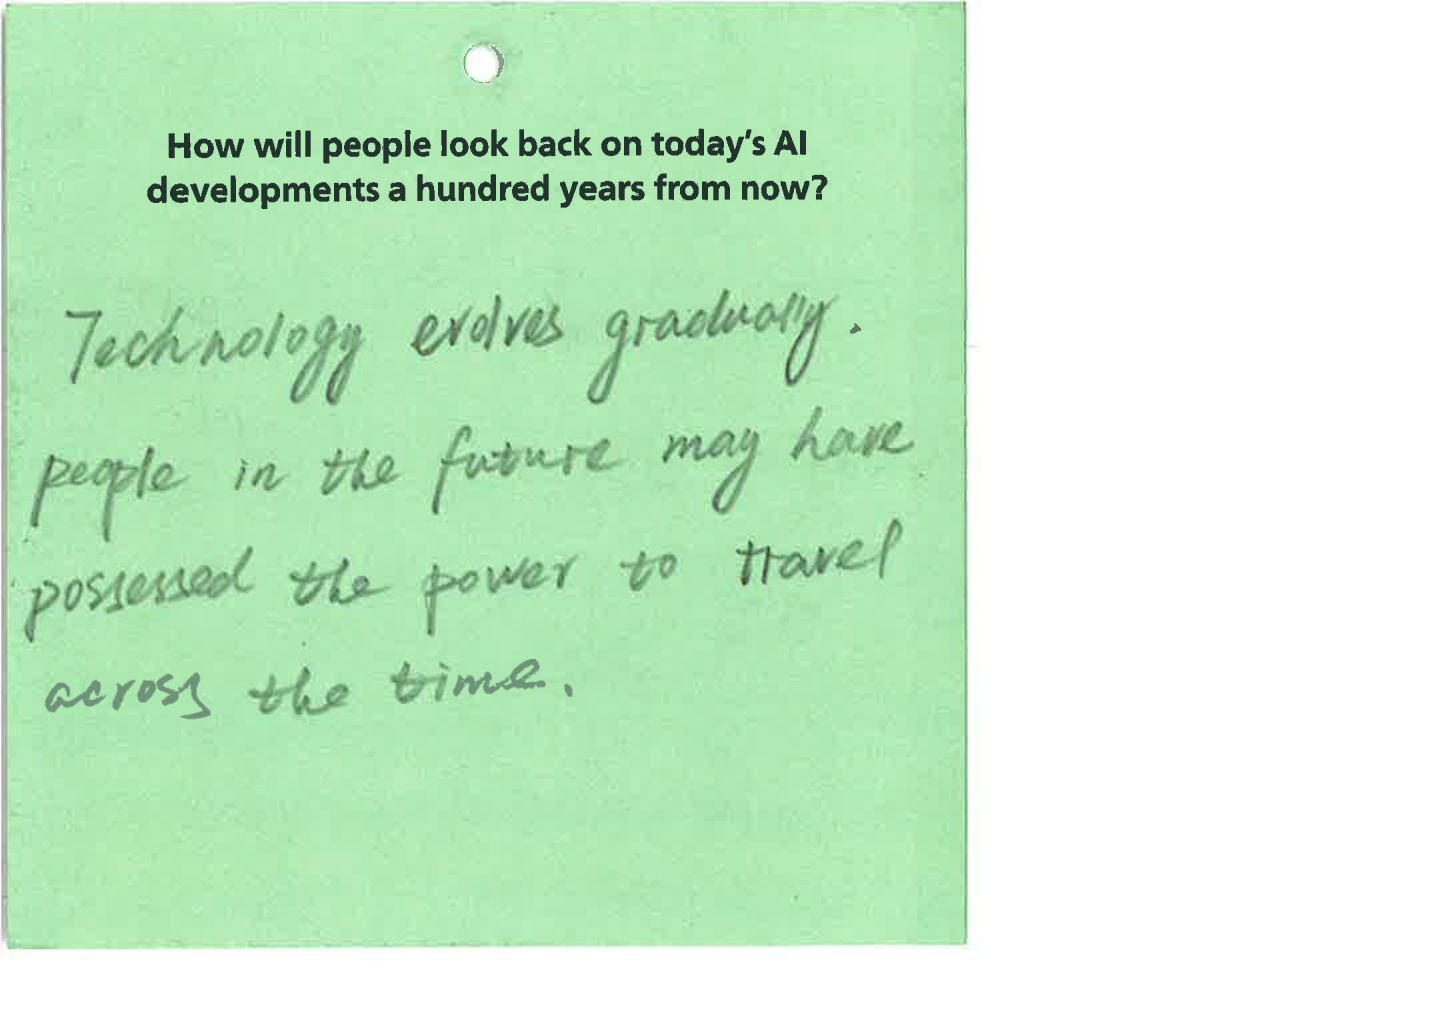 How will people look back on today's AI
developments a hundred years from now?
Technology evolves gradually.
people in the future may have
possessed the power to travel
across the time.